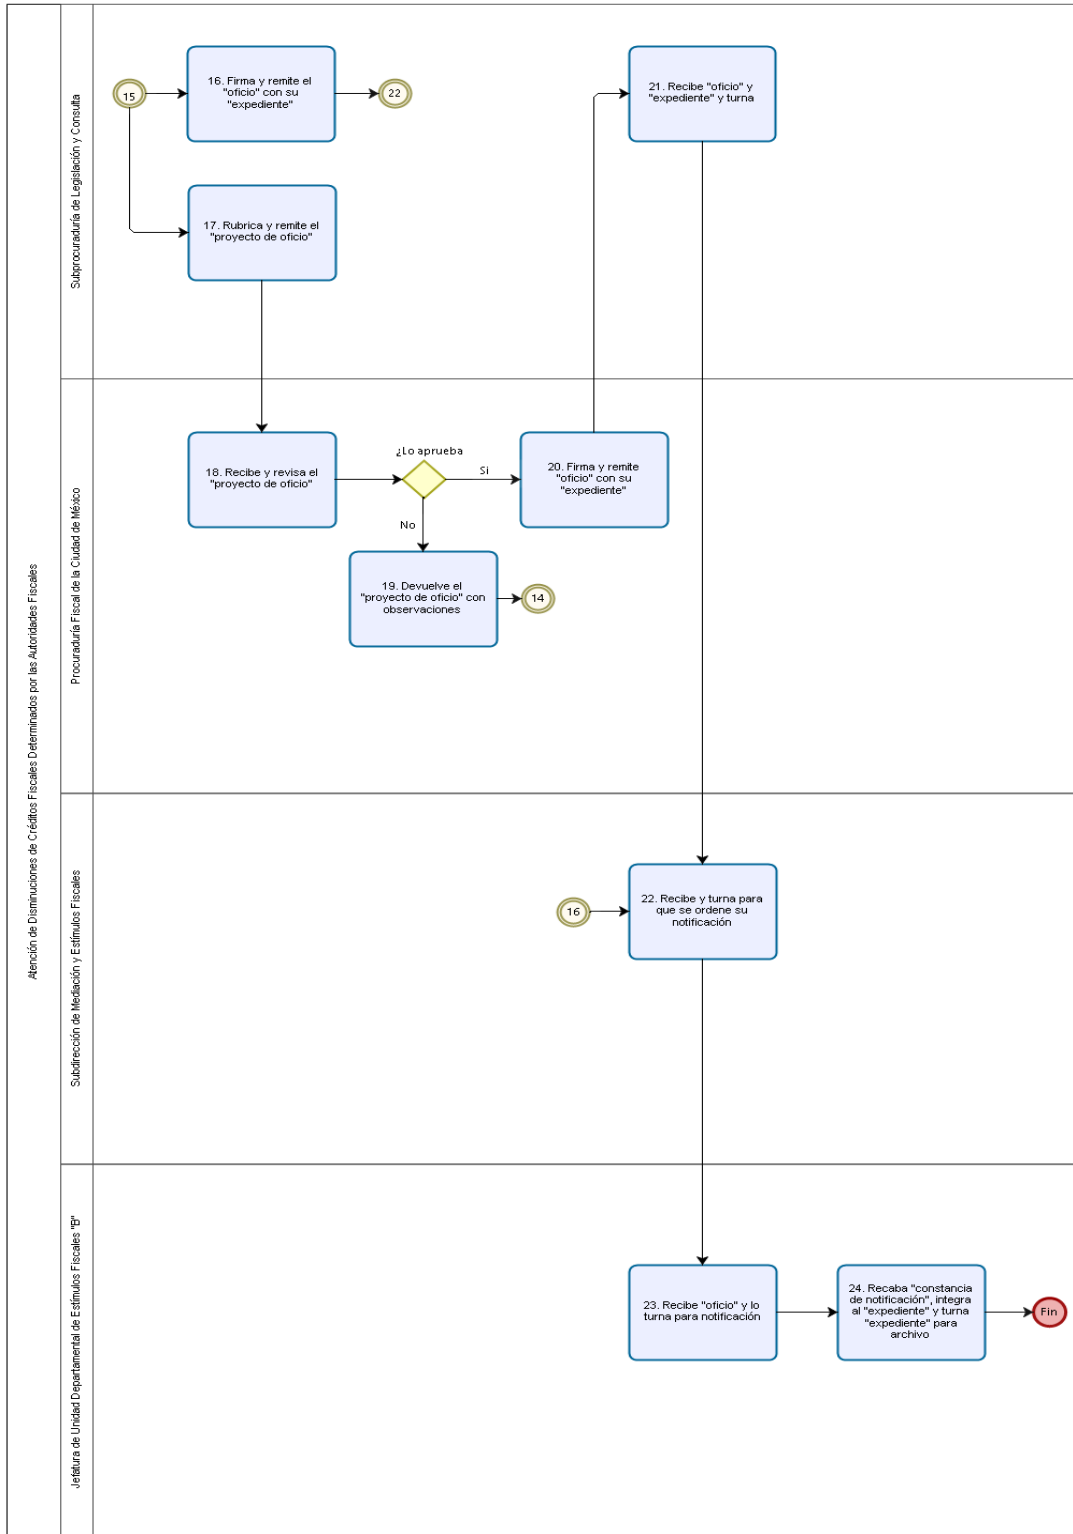 Atención de Disminuciones de Créditos Fiscales Determinados por las Autoridades Fiscales
Subprocuraduría de Legislación y Consulta
15
16. Firma y remite el
"oficio" con su
"expediente"
22
17. Rubrica y remite el
"proyecto de oficio"
21. Recibe "oficio" y
"expediente" y turna
Procuraduría Fiscal de la Ciudad de México
18. Recibe y revisa el
"proyecto de oficio"
¿Lo aprueba
Si
No
20. Firma y remite
"oficio" con su
"expediente"
19. Devuelve el
"proyecto de oficio" con
observaciones
14
Subdirección de Mediación y Estímulos Fiscales
16
22. Recibe y turna para
que se ordene su
notificación
Jefatura de Unidad Departamental de Estímulos Fiscales "B"
23. Recibe "oficio" y lo
turna para notificación
24. Recaba "constancia
de notificación", integra
al "expediente" y turna
"expediente" para
archivo
Fin